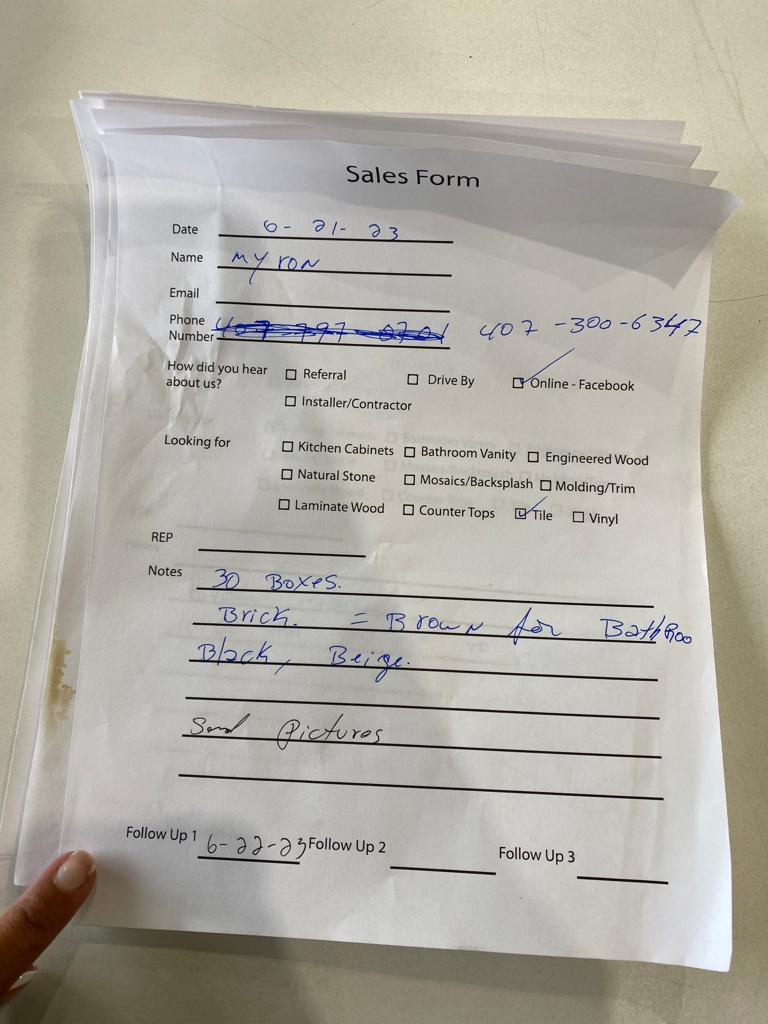 Sales Form
Date 6-21-23
Name Myron
Email
Phone
Number 407-300-6347
How did you hear
about us?
☐ Referral ☐ Drive By ☑ Online - Facebook
☐ Installer/Contractor
Looking for
☐ Kitchen Cabinets ☐ Bathroom Vanity ☐ Engineered Wood
☐ Natural Stone ☐ Mosaics/Backsplash ☐ Molding/Trim
☐ Laminate Wood ☐ Counter Tops ☑ Tile ☐ Vinyl
REP
Notes 30 Boxes.
Brick. = Brown for BathRoo
Black, Beige.
Send Pictures
Follow Up 1 6-22-23 Follow Up 2 Follow Up 3